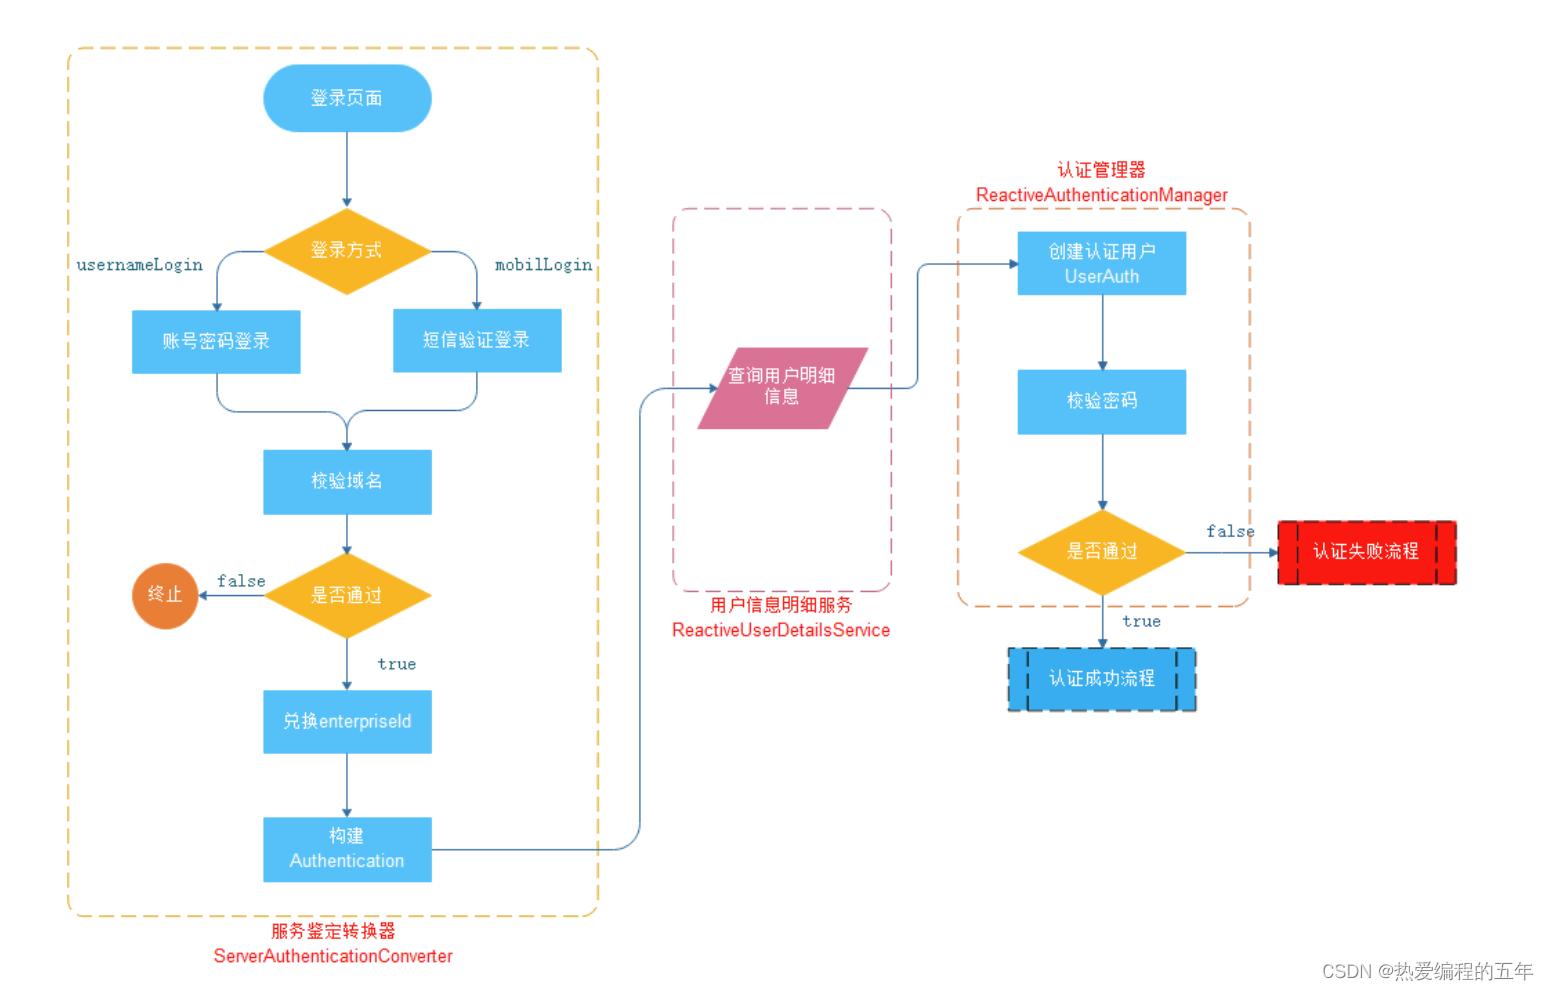 登录页面
登录方式
usernameLogin
mobilLogin
账号密码登录
短信验证登录
校验域名
是否通过
false
终止
true
兑换enterpriseId
构建
Authentication
服务鉴定转换器
ServerAuthenticationConverter
查询用户明细
信息
用户信息明细服务
ReactiveUserDetailsService
认证管理器
ReactiveAuthenticationManager
创建认证用户
UserAuth
校验密码
是否通过
false
认证失败流程
true
认证成功流程
CSDN @热爱编程的五年